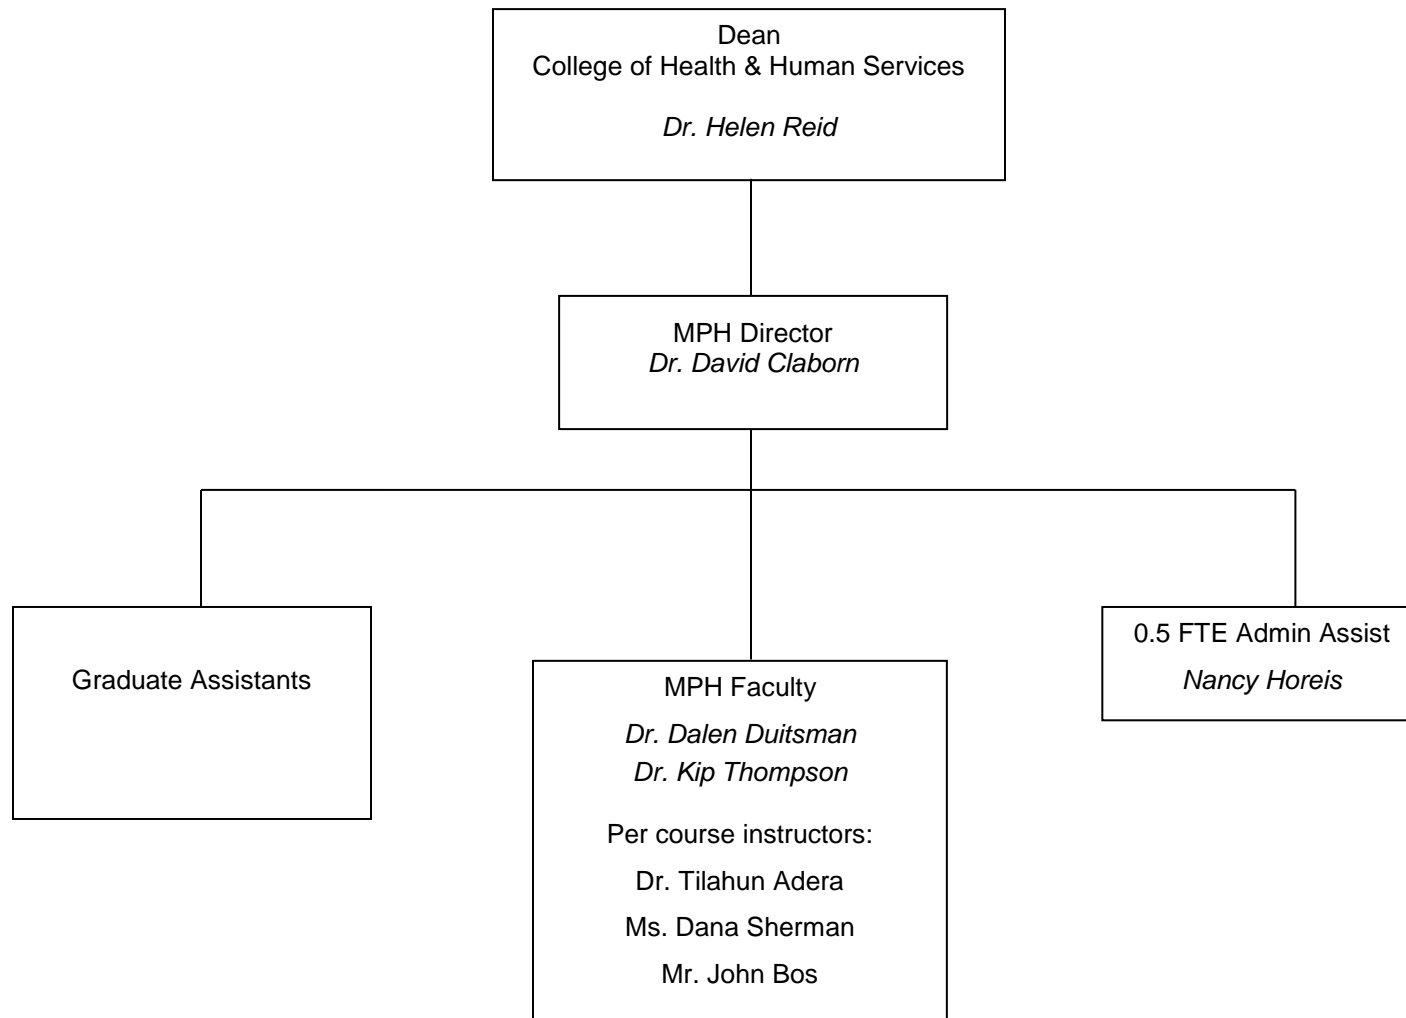 Dean
College of Health & Human Services
Dr. Helen Reid
MPH Director
Dr. David Claborn
Graduate Assistants
MPH Faculty
Dr. Dalen Duitsman
Dr. Kip Thompson
Per course instructors:
Dr. Tilahun Adera
Ms. Dana Sherman
Mr. John Bos
0.5 FTE Admin Assist
Nancy Horeis